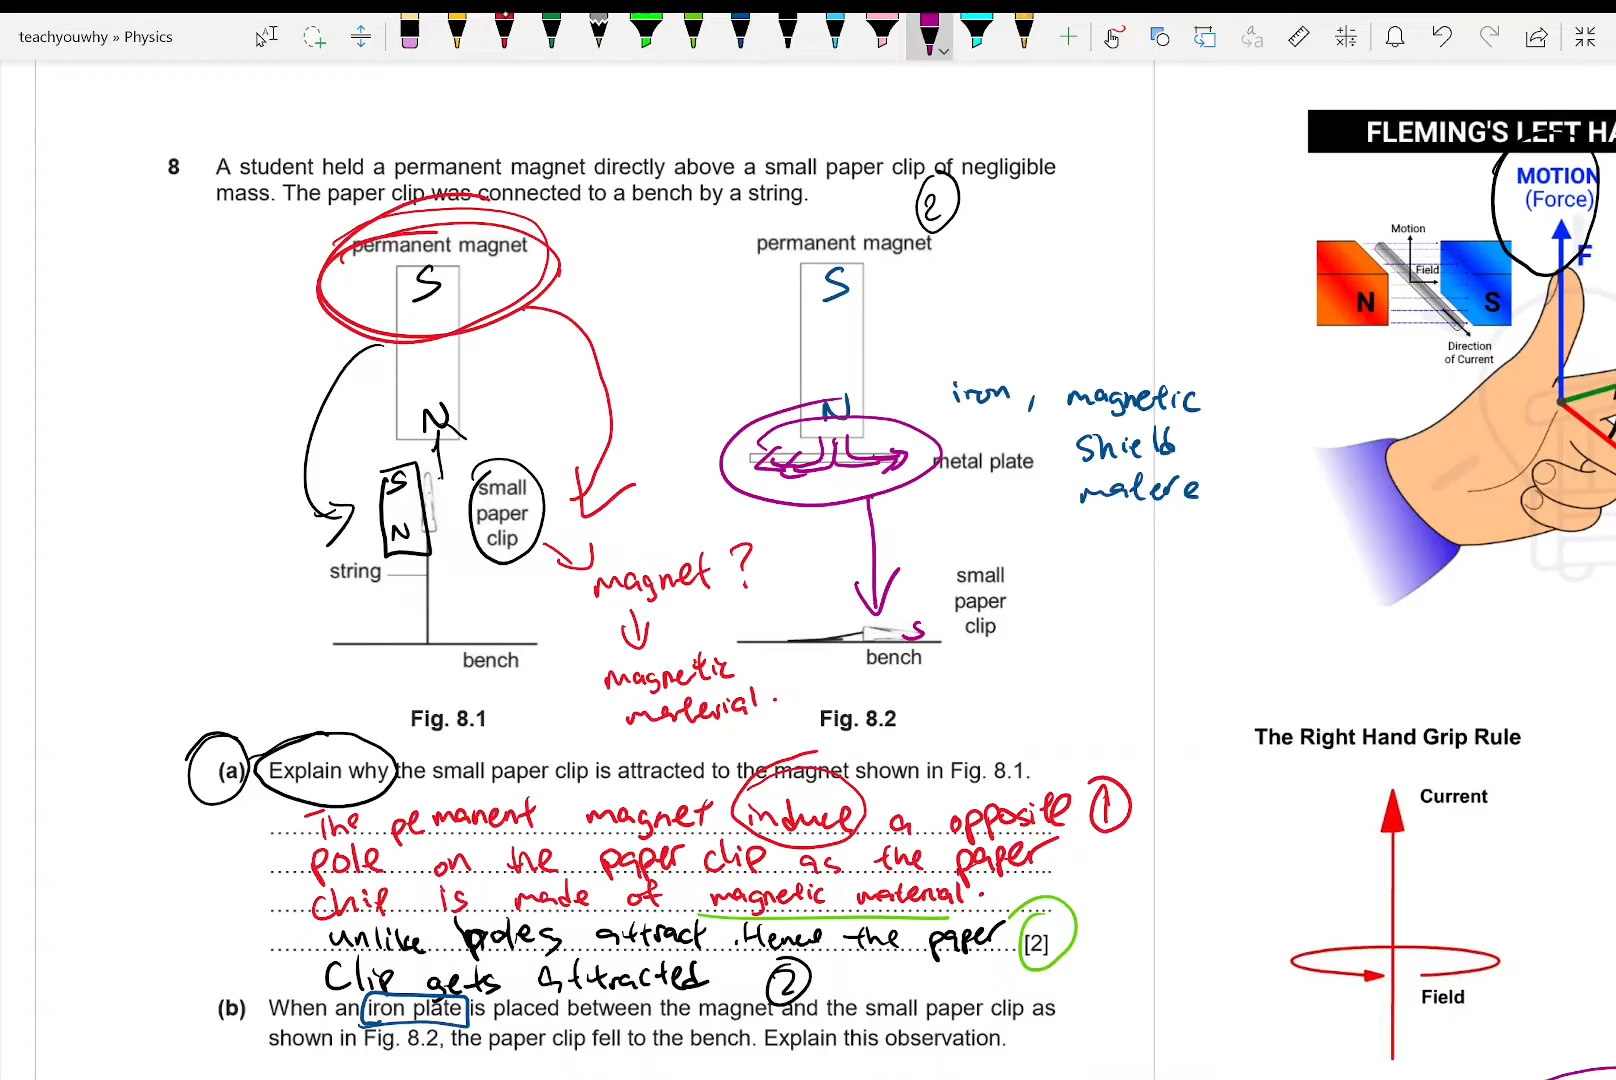 teachyouwhy » Physics
8 A student held a permanent magnet directly above a small paper clip of negligible
mass. The paper clip was connected to a bench by a string.
2
permanent magnet
S
N
S
N
small
paper
clip
string
bench
Fig. 8.1
magnet ?
magnetic
material.
permanent magnet
S
N
metal plate
iron, magnetic
shield
matere
small
paper
clip
S
bench
Fig. 8.2
(a) Explain why the small paper clip is attracted to the magnet shown in Fig. 8.1.
The pemanent magnet induce a opposite 1
pole on the paper clip as the paper
chip is made of magnetic material.
unlike poles attract. Hence the paper [2]
Clip gets attracted 2
(b) When an iron plate is placed between the magnet and the small paper clip as
shown in Fig. 8.2, the paper clip fell to the bench. Explain this observation.
FLEMING'S LEFT HA
MOTION
(Force)
F
Motion
Field
N
S
Direction
of Current
The Right Hand Grip Rule
Current
Field